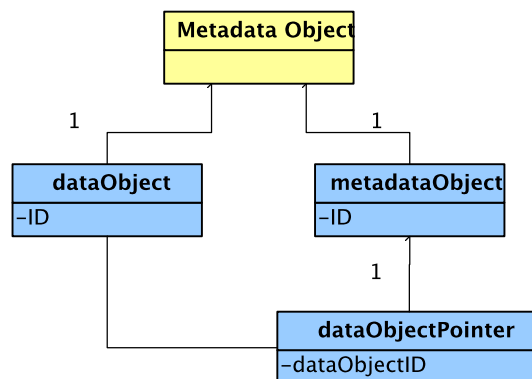 Metadata Object
1
1
dataObject
-ID
metadataObject
-ID
1
dataObjectPointer
-dataObjectID